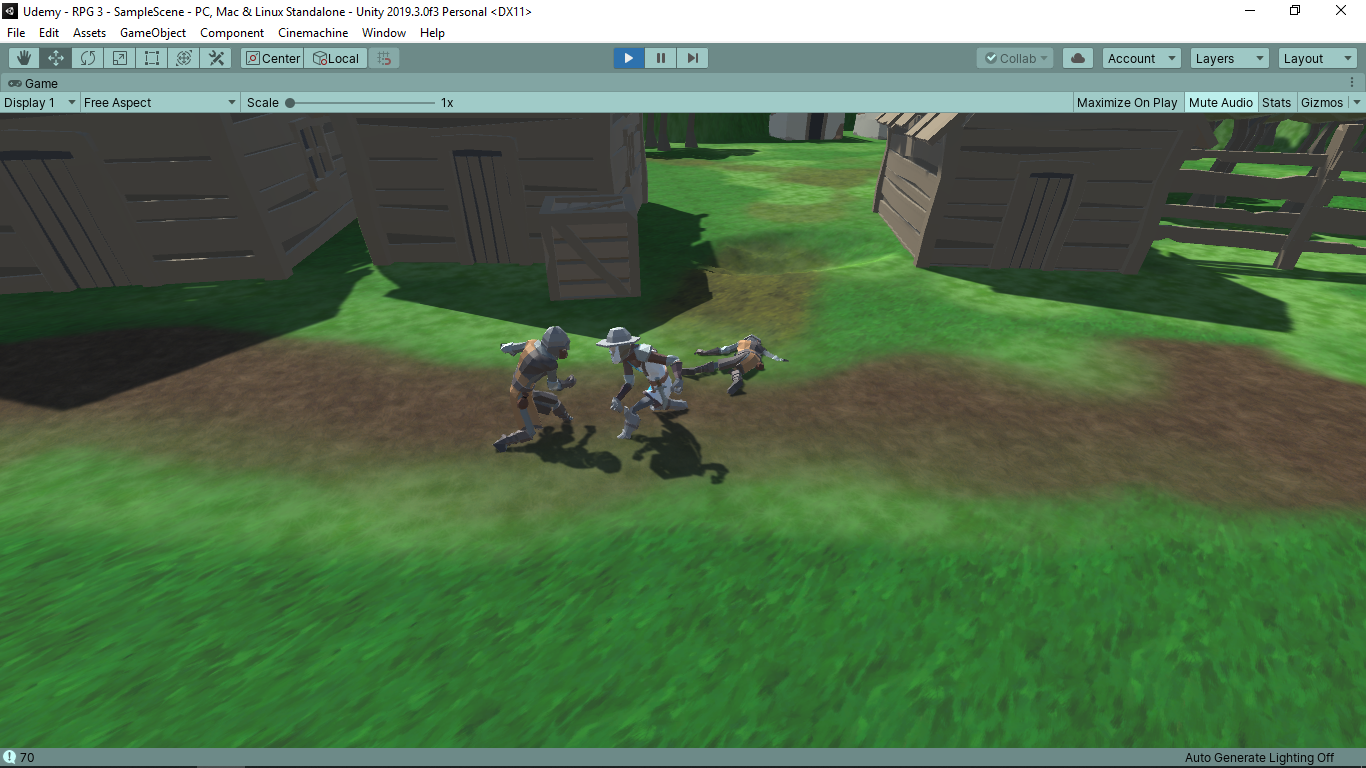 Udemy - RPG 3 - SampleScene - PC, Mac & Linux Standalone - Unity 2019.3.0f3 Personal <DX11>
File Edit Assets GameObject Component Cinemachine Window Help
Center Local Collab Account Layers Layout
Game
Display 1 Free Aspect Scale 1x Maximize On Play Mute Audio Stats Gizmos
70 Auto Generate Lighting Off